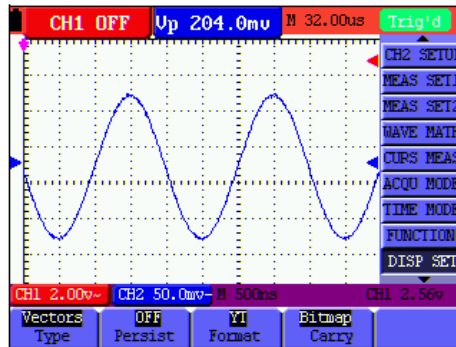 CH1 OFF Vp 204.0mv M 32.00us Trig'd
CH2 SETU
MEAS SET1
MEAS SET2
WAVE MATH
CURS MEAS
ACQU MODE
TIME MODE
FUNCTION
DISP SET
CH1 2.00v~ CH2 50.0mv- M 500ns CH1 2.56v
Vectors OFF YT Bitmap
Type Persist Format Carry